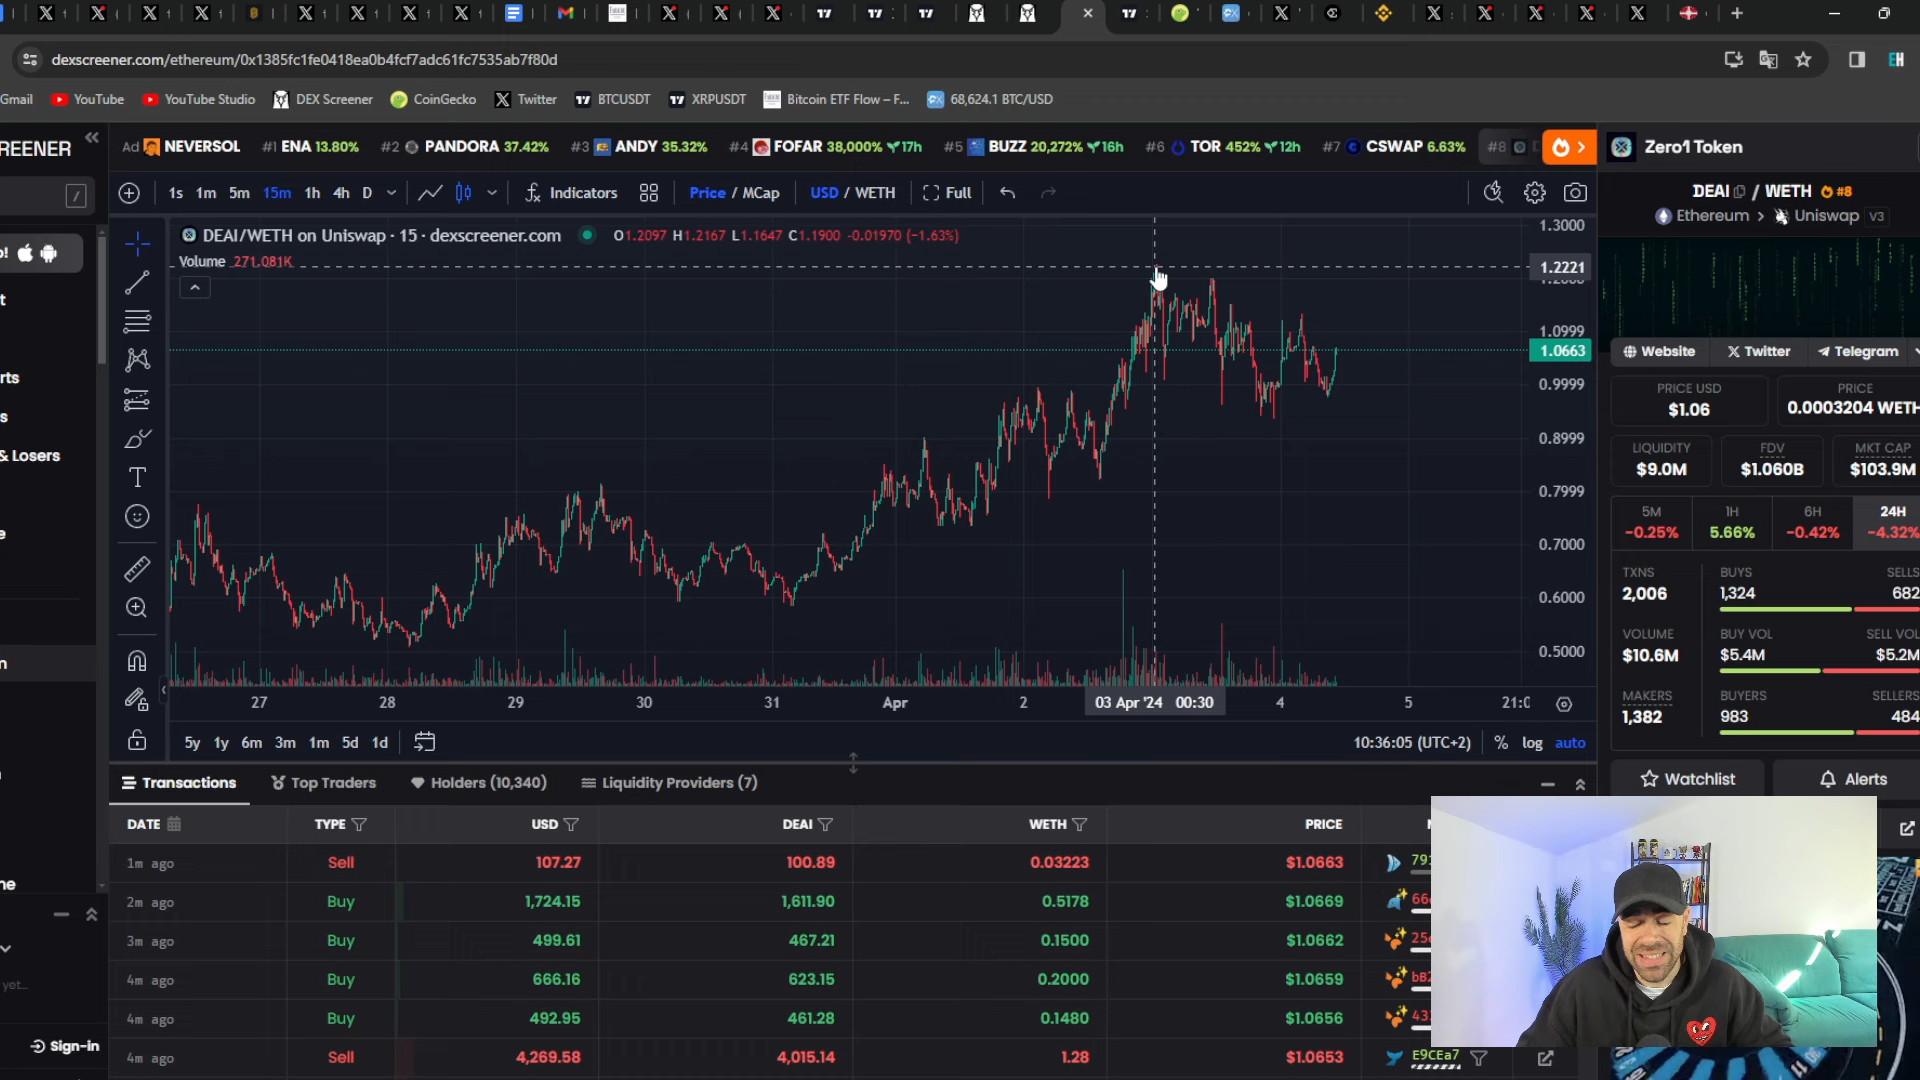 dexscreener.com/ethereum/0x1385fc1fe0418ea0b4fcf7adc61fc7535ab7f80d
Gmail YouTube YouTube Studio DEX Screener CoinGecko Twitter BTCUSDT XRPUSDT Bitcoin ETF Flow – F... 68,624.1 BTC/USD
REENER
Ad NEVERSOL #1 ENA 13.80% #2 PANDORA 37.42% #3 ANDY 35.32% #4 FOFAR 38,000% 17h #5 BUZZ 20,272% 16h #6 TOR 452% 12h #7 CSWAP 6.63% #8
Zero1 Token
/
1s 1m 5m 15m 1h 4h D Indicators Price / MCap USD / WETH Full
DEAI / WETH #8
Ethereum > Uniswap V3
DEAI/WETH on Uniswap · 15 · dexscreener.com O1.2097 H1.2167 L1.1647 C1.1900 -0.01970 (-1.63%)
Volume 271.081K
1.3000
1.2221
1.0999
1.0663
0.9999
0.8999
0.7999
0.7000
0.6000
0.5000
27 28 29 30 31 Apr 2 03 Apr '24 00:30 4 5 21:0
5y 1y 6m 3m 1m 5d 1d 10:36:05 (UTC+2) % log auto
Website Twitter Telegram
PRICE USD
$1.06
PRICE
0.0003204 WETH
LIQUIDITY
$9.0M
FDV
$1.060B
MKT CAP
$103.9M
5M
-0.25%
1H
5.66%
6H
-0.42%
24H
-4.32%
TXNS
2,006
BUYS
1,324
SELLS
682
VOLUME
$10.6M
BUY VOL
$5.4M
SELL VOL
$5.2M
MAKERS
1,382
BUYERS
983
SELLERS
484
Watchlist Alerts
rts
& Losers
yet...
Sign-in
Transactions Top Traders Holders (10,340) Liquidity Providers (7)
DATE TYPE USD DEAI WETH PRICE
1m ago Sell 107.27 100.89 0.03223 $1.0663
2m ago Buy 1,724.15 1,611.90 0.5178 $1.0669
3m ago Buy 499.61 467.21 0.1500 $1.0662
4m ago Buy 666.16 623.15 0.2000 $1.0659
4m ago Buy 492.95 461.28 0.1480 $1.0656
4m ago Sell 4,269.58 4,015.14 1.28 $1.0653 E9CEa7